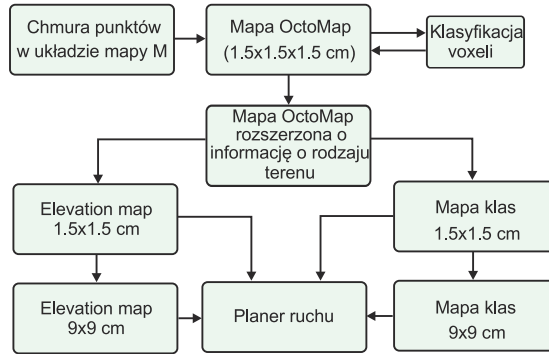 Chmura punktów
w układzie mapy M
Mapa OctoMap
(1.5x1.5x1.5 cm)
Klasyfikacja
voxeli
Mapa OctoMap
rozszerzona o
informację o rodzaju
terenu
Elevation map
1.5x1.5 cm
Mapa klas
1.5x1.5 cm
Elevation map
9x9 cm
Planer ruchu
Mapa klas
9x9 cm